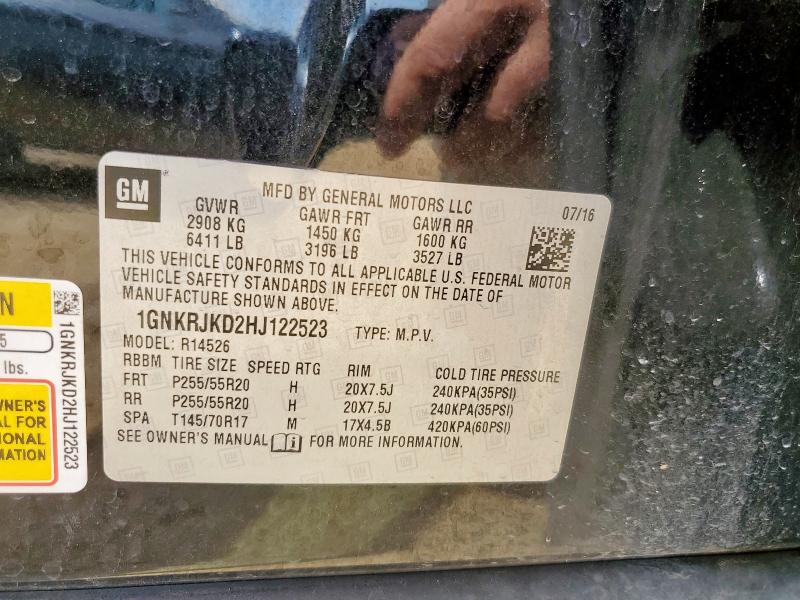 GM
MFD BY GENERAL MOTORS LLC
07/16
GVWR GAWR FRT GAWR RR
2908 KG 1450 KG 1600 KG
6411 LB 3196 LB 3527 LB
THIS VEHICLE CONFORMS TO ALL APPLICABLE U.S. FEDERAL MOTOR
VEHICLE SAFETY STANDARDS IN EFFECT ON THE DATE OF
MANUFACTURE SHOWN ABOVE.
1GNKRJKD2HJ122523 TYPE: M.P.V.
MODEL: R14526
RBBM TIRE SIZE SPEED RTG RIM COLD TIRE PRESSURE
FRT P255/55R20 H 20X7.5J 240KPA(35PSI)
RR P255/55R20 H 20X7.5J 240KPA(35PSI)
SPA T145/70R17 M 17X4.5B 420KPA(60PSI)
SEE OWNER'S MANUAL FOR MORE INFORMATION.
N
5
lbs.
WNER'S
AL FOR
IONAL
MATION
1GNKRJKD2HJ122523